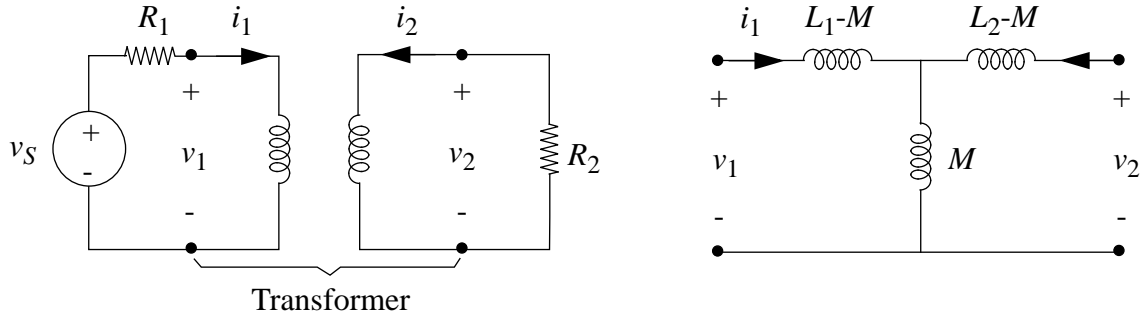 R1 i1 i2 i1 L1-M L2-M
+ + + +
+ vS - v1 v2 R2 v1 M v2
- - - -
Transformer